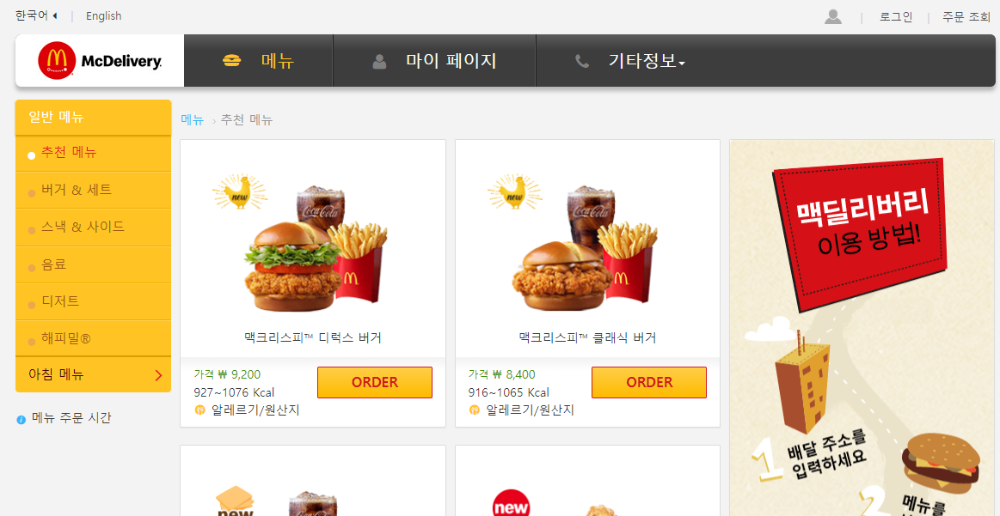 한국어
English
로그인
주문 조회
McDelivery
메뉴
마이 페이지
기타정보
일반 메뉴
추천 메뉴
버거 & 세트
스낵 & 사이드
음료
디저트
해피밀®
아침 메뉴
메뉴 주문 시간
메뉴 › 추천 메뉴
new
Coca-Cola
맥크리스피™ 디럭스 버거
가격 ₩ 9,200
927~1076 Kcal
알레르기/원산지
ORDER
new
Coca-Cola
맥크리스피™ 클래식 버거
가격 ₩ 8,400
916~1065 Kcal
알레르기/원산지
ORDER
new
new
맥딜리버리
이용 방법!
1
배달 주소를
입력하세요
2
메뉴를